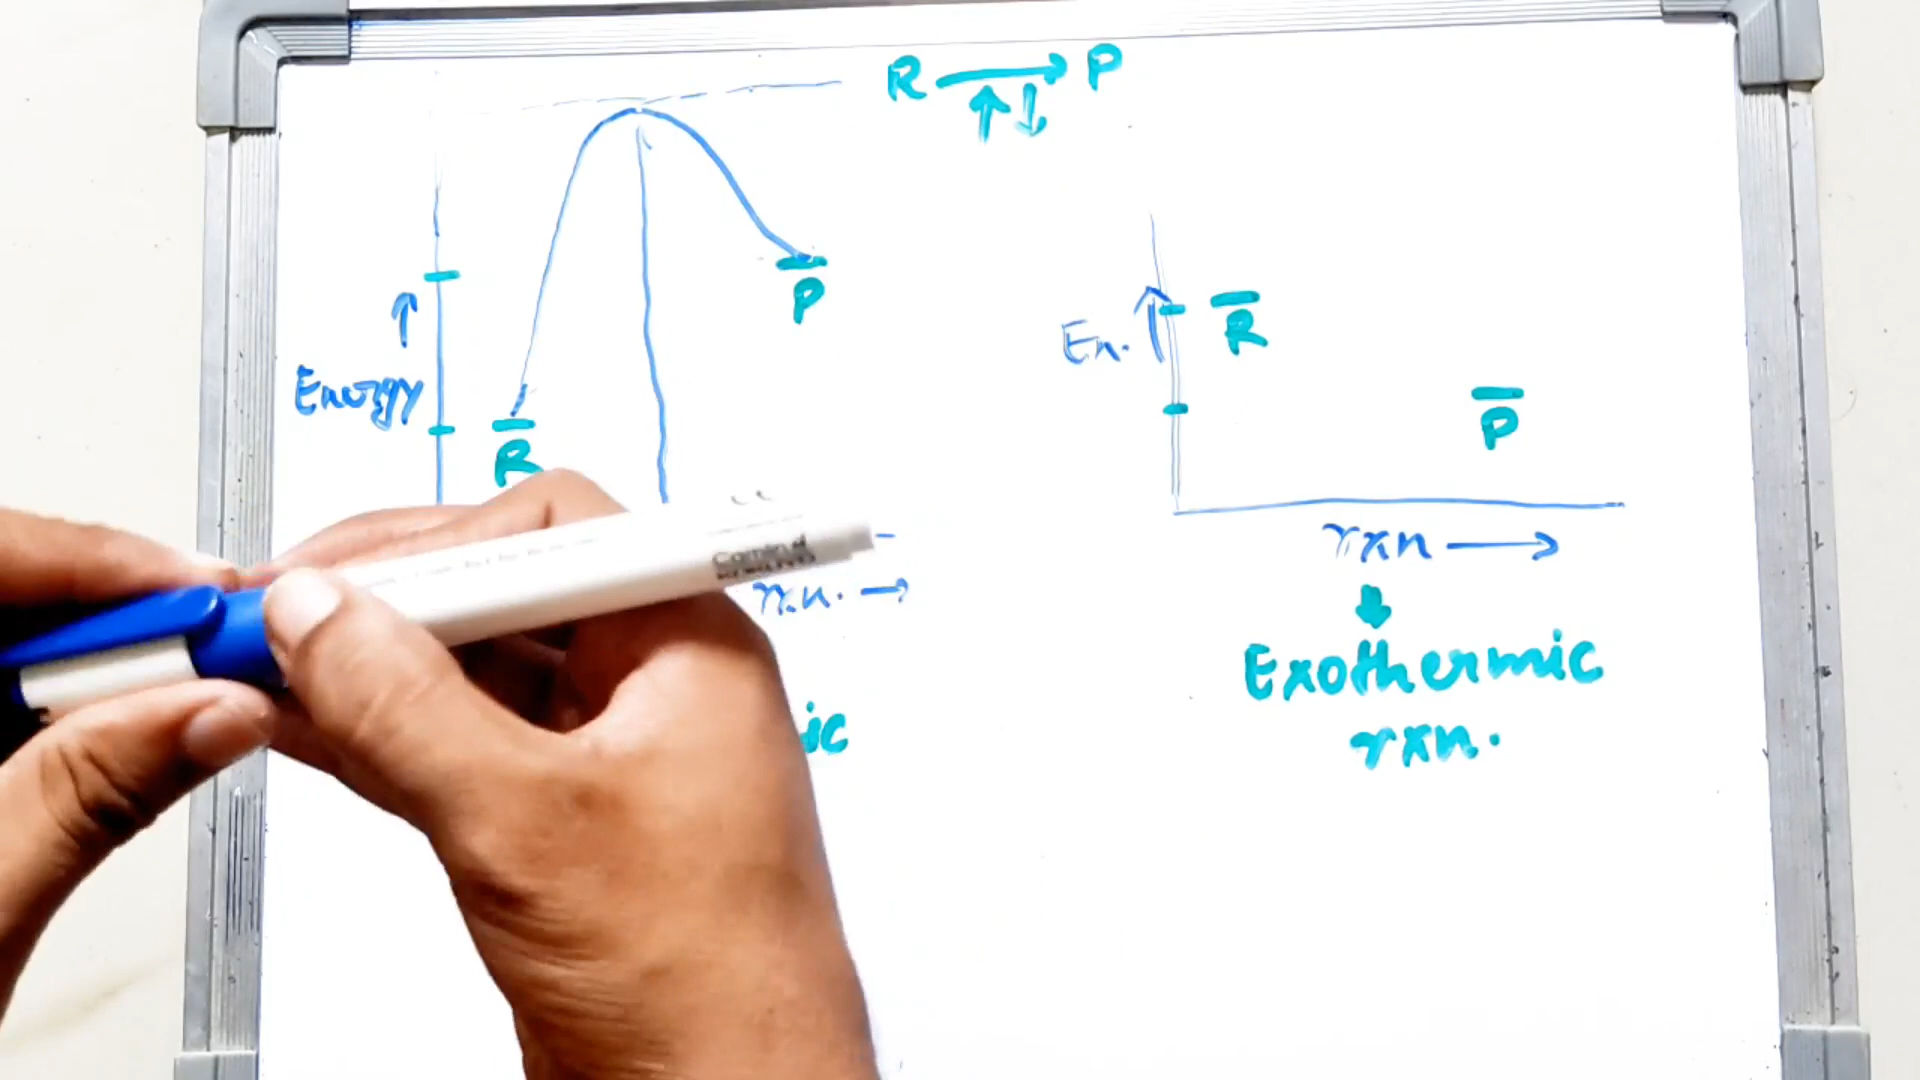 R → P
↑↓
P
↑
Energy
R
rxn. →
ic
En. ↑
R
P
rxn →
↓
Exothermic
rxn.